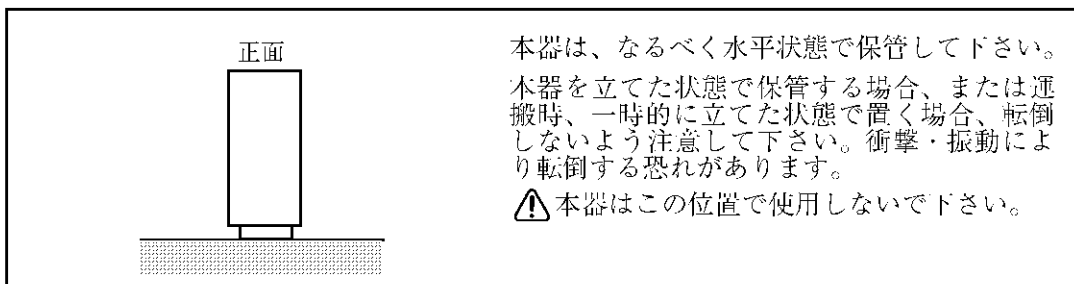 正面
本器は、なるべく水平状態で保管して下さい。
本器を立てた状態で保管する場合、または運
搬時、一時的に立てた状態で置く場合、転倒
しないよう注意して下さい。衝撃・振動によ
り転倒する恐れがあります。
本器はこの位置で使用しないで下さい。